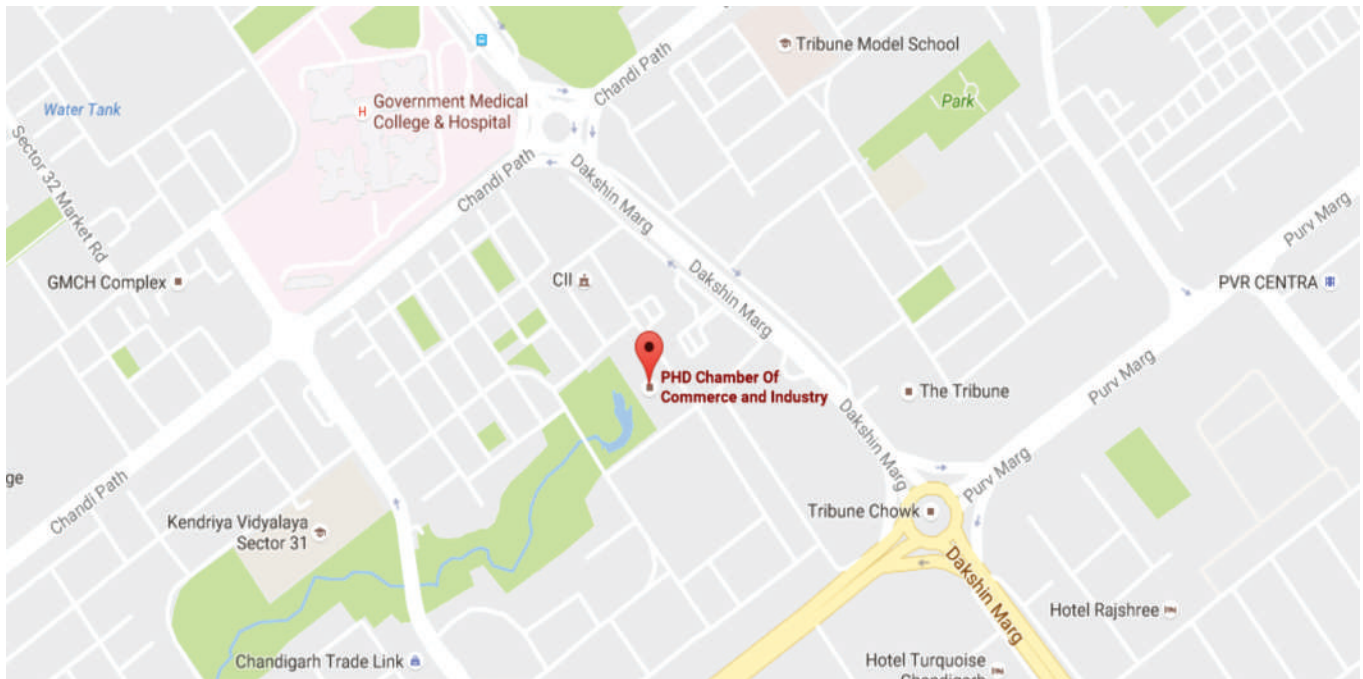 Chandi Path
Tribune Model School
Park
Water Tank
Government Medical
College & Hospital
H
Sector 32 Market Rd
Chandi Path
Dakshin Marg
Purv Marg
GMCH Complex
CII
Dakshin Marg
PVR CENTRA
PHD Chamber Of
Commerce and Industry
The Tribune
Purv Marg
Dakshin Marg
ge
Chandi Path
Purv Marg
Kendriya Vidyalaya
Sector 31
Tribune Chowk
Dakshin Marg
Hotel Rajshree
Chandigarh Trade Link
Hotel Turquoise
Chandigarh